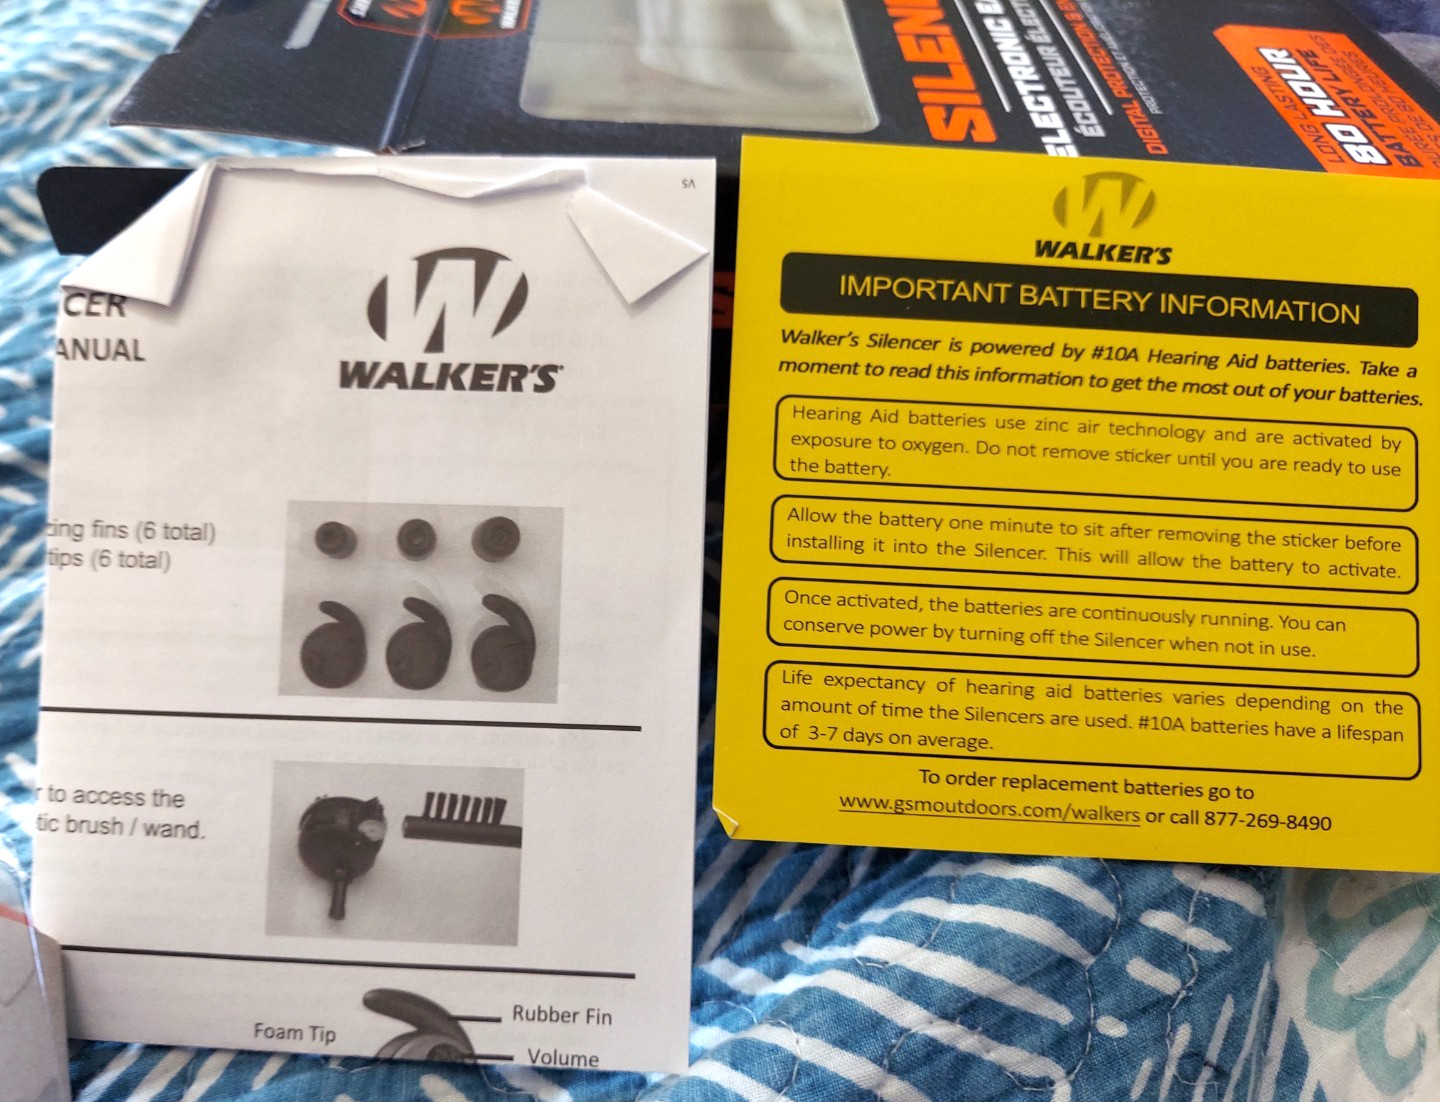 WALKER'S
SILEN
ELECTRONIC E
ÉCOUTEUR ÉLECT
DIGITAL PROTECTION & E
LONG LASTING
80 HOUR
BATTERY LIFE
V5
CER
ANUAL
WALKER'S
ing fins (6 total)
tips (6 total)
r to access the
tic brush / wand.
Foam Tip
Rubber Fin
Volume
WALKER'S
IMPORTANT BATTERY INFORMATION
Walker's Silencer is powered by #10A Hearing Aid batteries. Take a
moment to read this information to get the most out of your batteries.
Hearing Aid batteries use zinc air technology and are activated by
exposure to oxygen. Do not remove sticker until you are ready to use
the battery.
Allow the battery one minute to sit after removing the sticker before
installing it into the Silencer. This will allow the battery to activate.
Once activated, the batteries are continuously running. You can
conserve power by turning off the Silencer when not in use.
Life expectancy of hearing aid batteries varies depending on the
amount of time the Silencers are used. #10A batteries have a lifespan
of 3-7 days on average.
To order replacement batteries go to
www.gsmoutdoors.com/walkers or call 877-269-8490